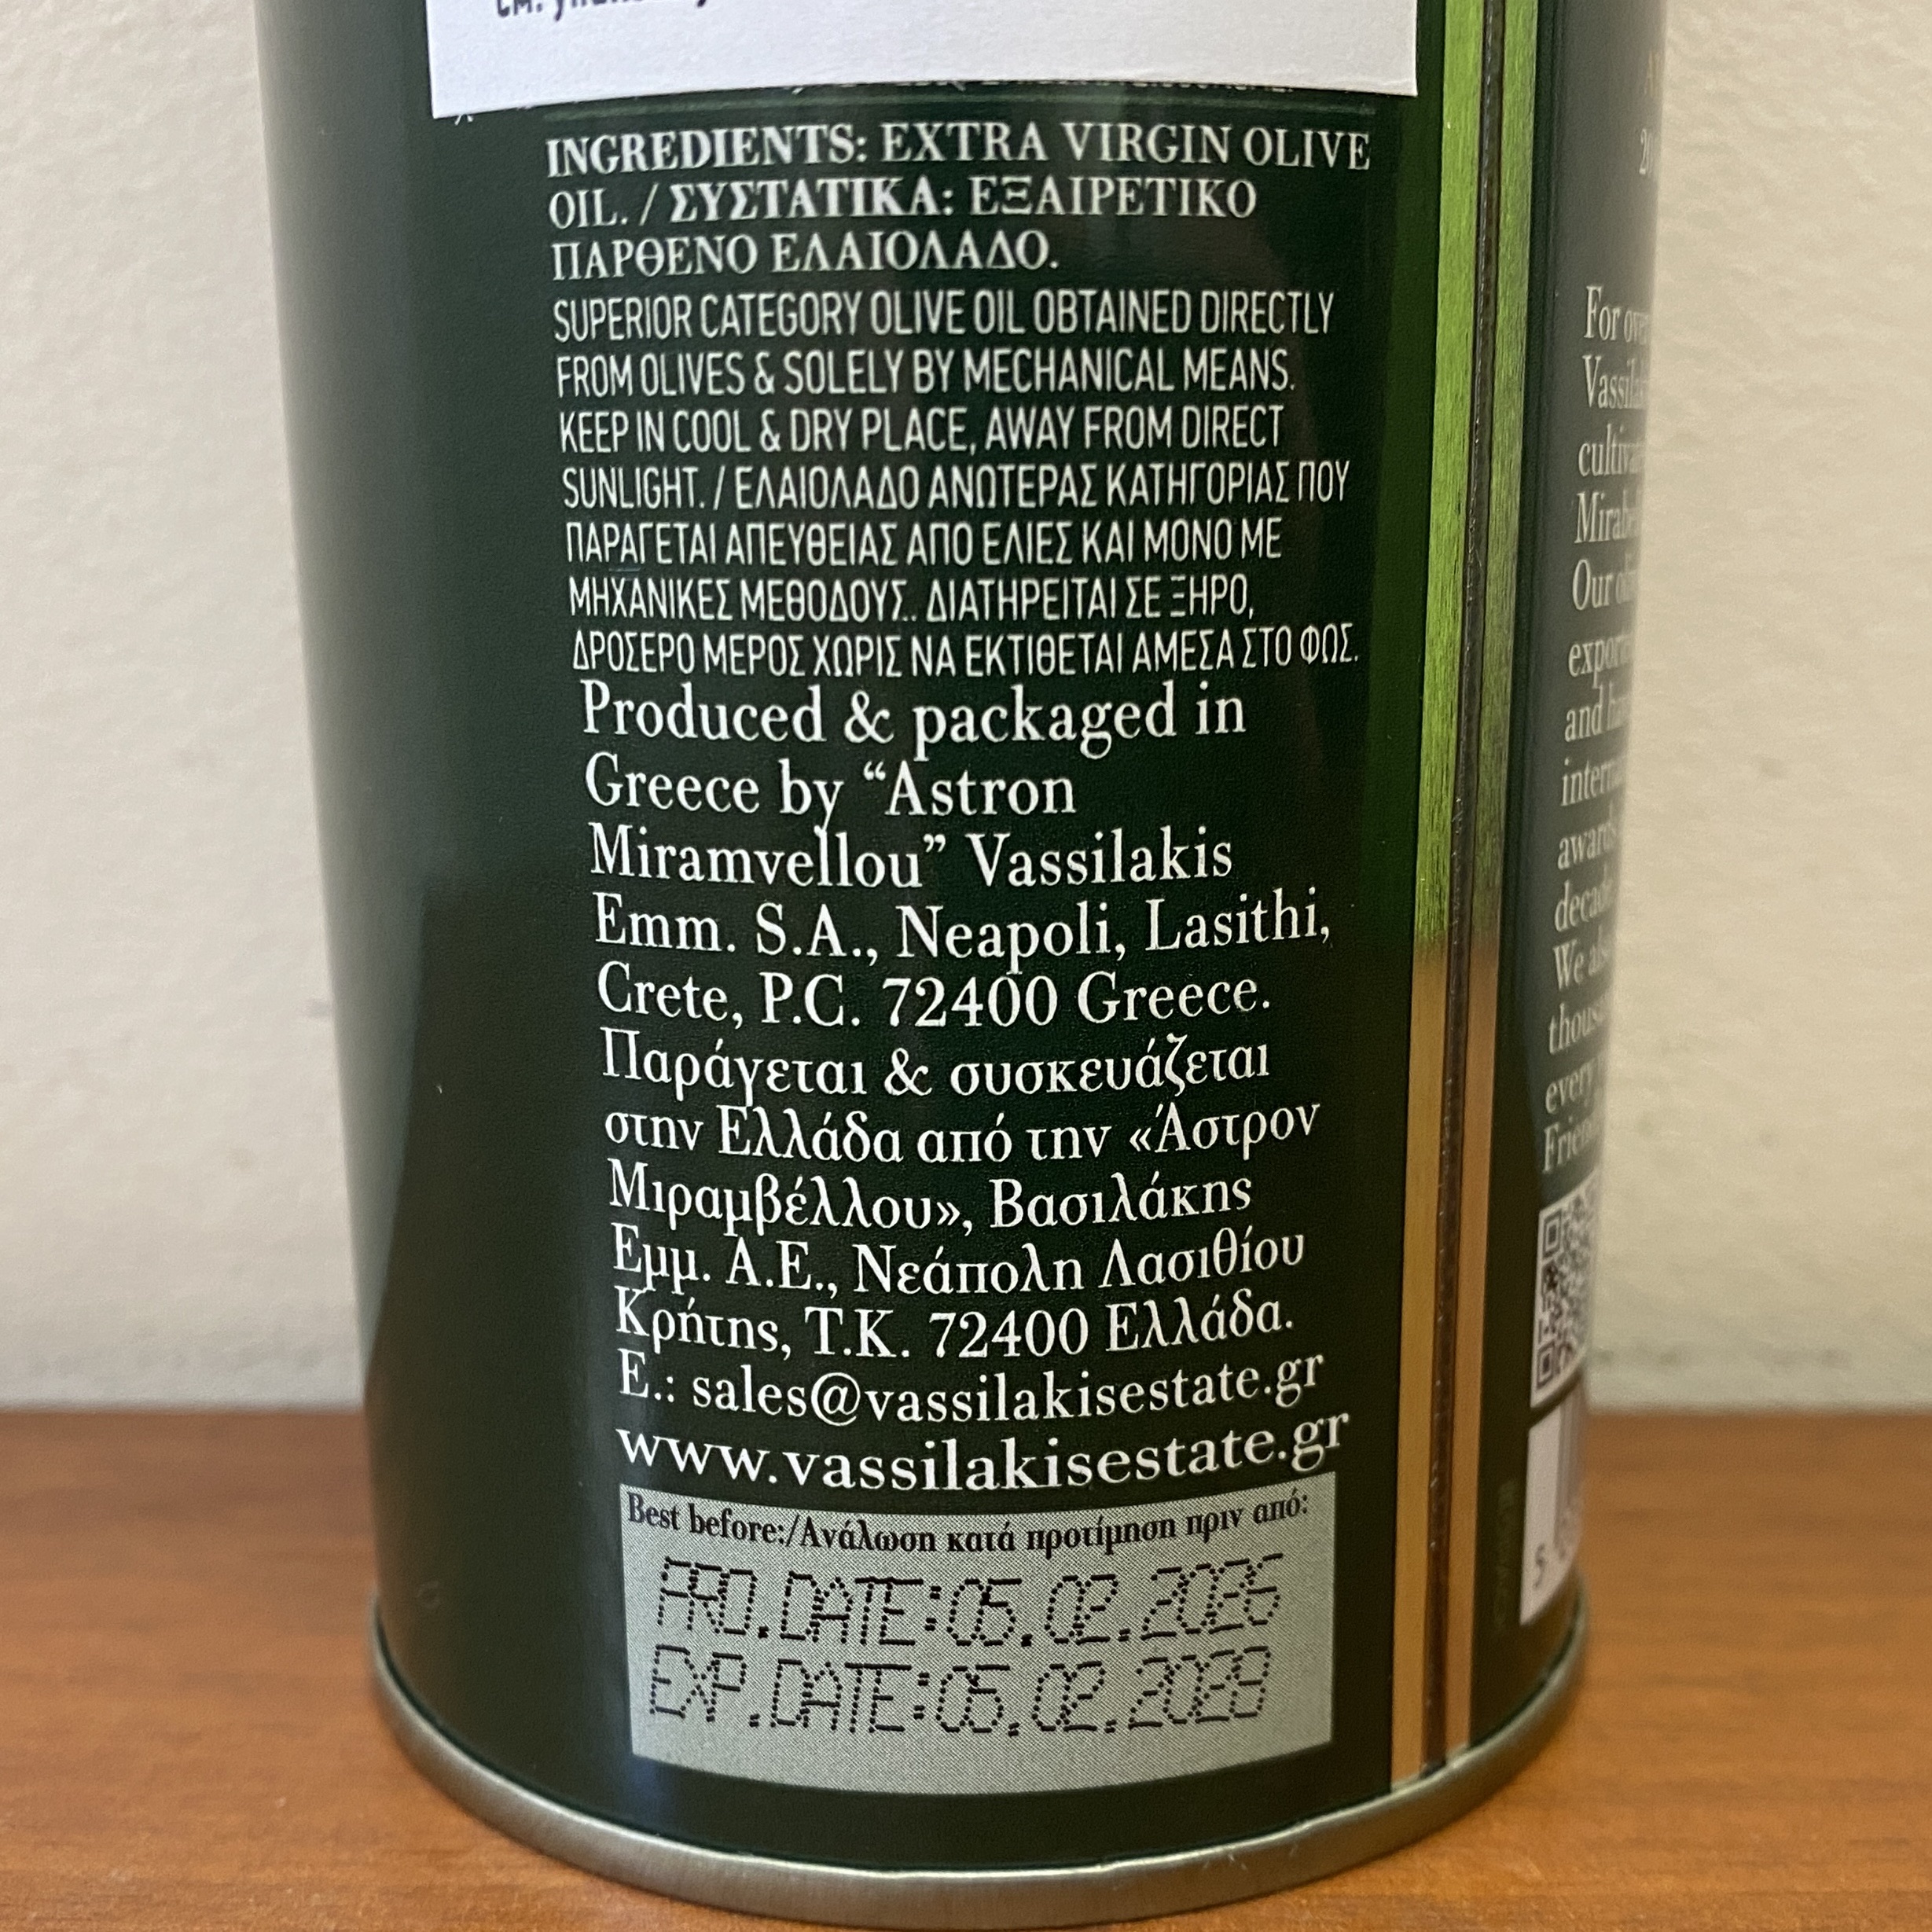 INGREDIENTS: EXTRA VIRGIN OLIVE
OIL. / ΣΥΣΤΑΤΙΚΑ: ΕΞΑΙΡΕΤΙΚΟ
ΠΑΡΘΕΝΟ ΕΛΑΙΟΛΑΔΟ.
SUPERIOR CATEGORY OLIVE OIL OBTAINED DIRECTLY
FROM OLIVES & SOLELY BY MECHANICAL MEANS.
KEEP IN COOL & DRY PLACE, AWAY FROM DIRECT
SUNLIGHT. / ΕΛΑΙΟΛΑΔΟ ΑΝΩΤΕΡΑΣ ΚΑΤΗΓΟΡΙΑΣ ΠΟΥ
ΠΑΡΑΓΕΤΑΙ ΑΠΕΥΘΕΙΑΣ ΑΠΟ ΕΛΙΕΣ ΚΑΙ ΜΟΝΟ ΜΕ
ΜΗΧΑΝΙΚΕΣ ΜΕΘΟΔΟΥΣ.. ΔΙΑΤΗΡΕΙΤΑΙ ΣΕ ΞΗΡΟ,
ΔΡΟΣΕΡΟ ΜΕΡΟΣ ΧΩΡΙΣ ΝΑ ΕΚΤΙΘΕΤΑΙ ΑΜΕΣΑ ΣΤΟ ΦΩΣ.
Produced & packaged in
Greece by “Astron
Miramvellou” Vassilakis
Emm. S.A., Neapoli, Lasithi,
Crete, P.C. 72400 Greece.
Παράγεται & συσκευάζεται
στην Ελλάδα από την «Άστρον
Μιραμβέλλου», Βασιλάκης
Εμμ. Α.Ε., Νεάπολη Λασιθίου
Κρήτης, Τ.Κ. 72400 Ελλάδα.
E.: sales@vassilakisestate.gr
www.vassilakisestate.gr
Best before:/Ανάλωση κατά προτίμηση πριν από:
PRO.DATE:05.02.2026
EXP.DATE:05.02.2028
For
Our
and
We
every